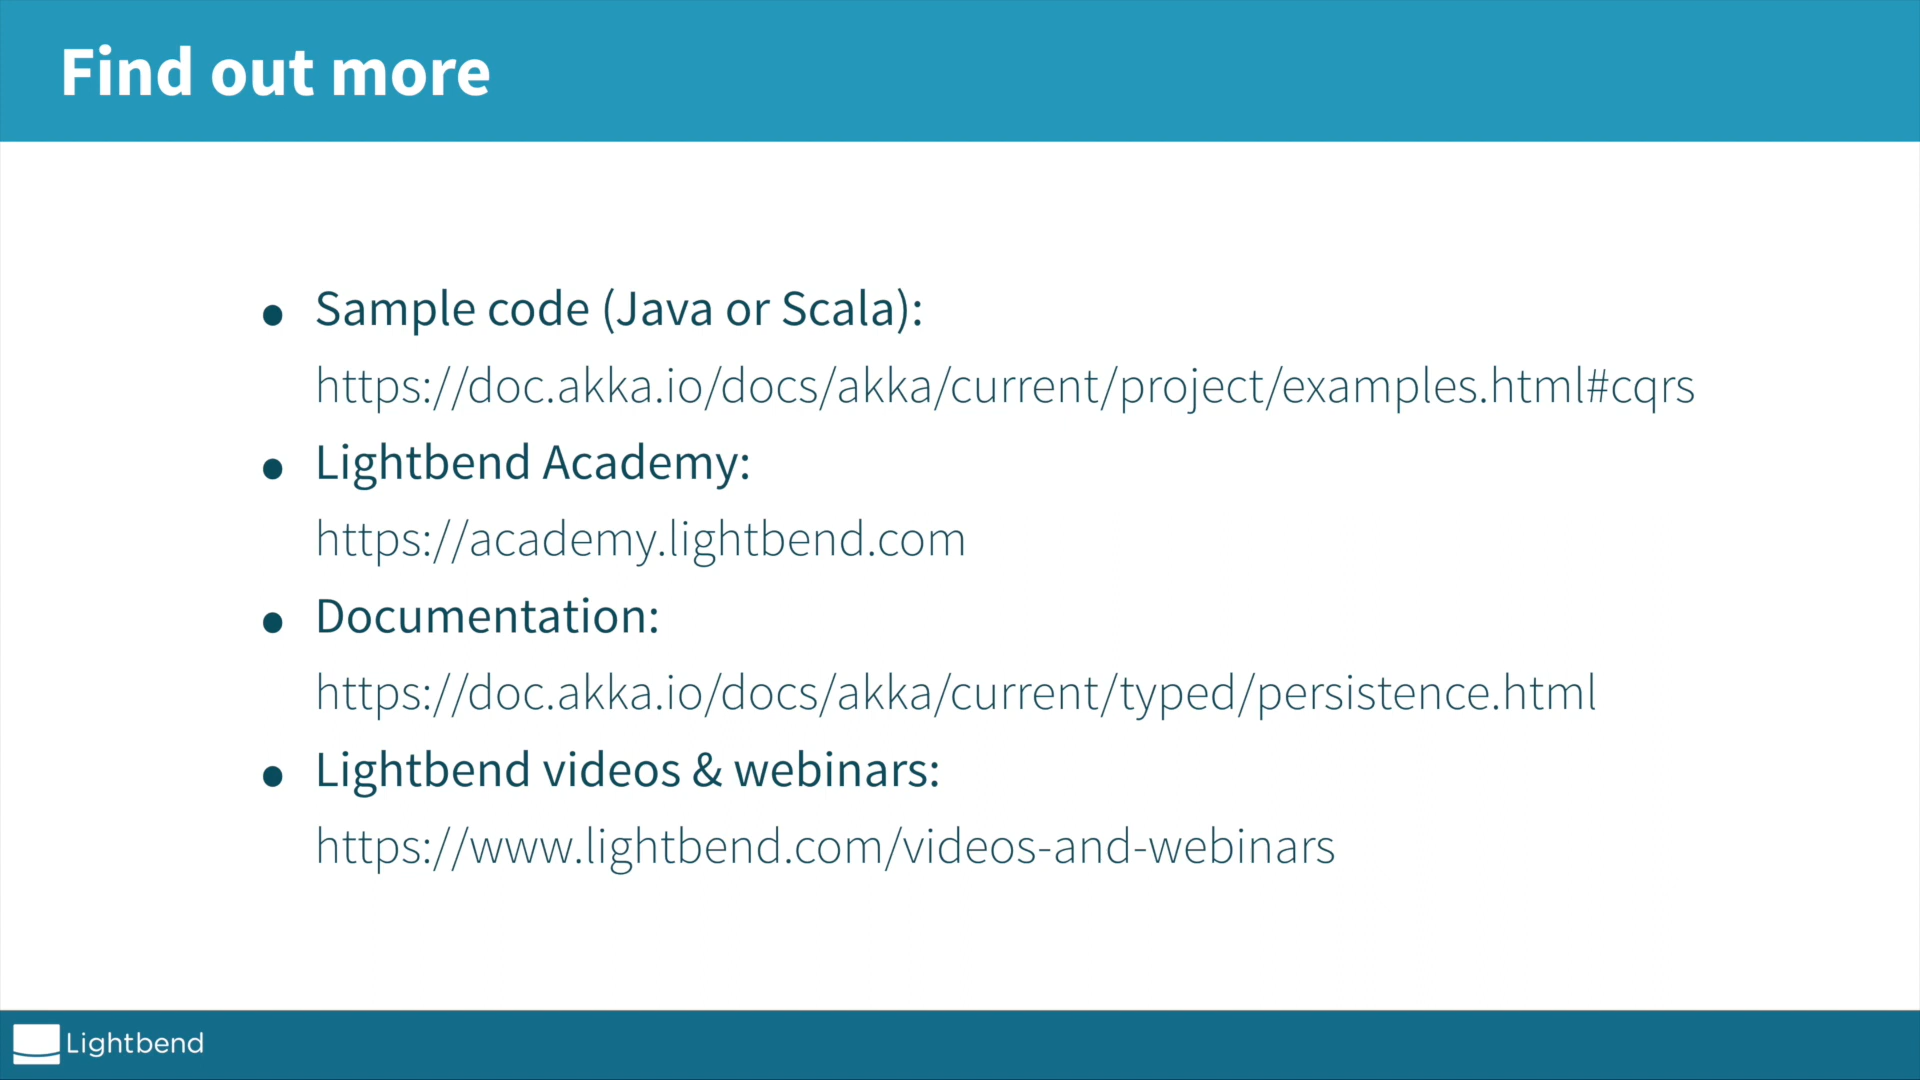 Find out more
• Sample code (Java or Scala):
https://doc.akka.io/docs/akka/current/project/examples.html#cqrs
• Lightbend Academy:
https://academy.lightbend.com
• Documentation:
https://doc.akka.io/docs/akka/current/typed/persistence.html
• Lightbend videos & webinars:
https://www.lightbend.com/videos-and-webinars
Lightbend